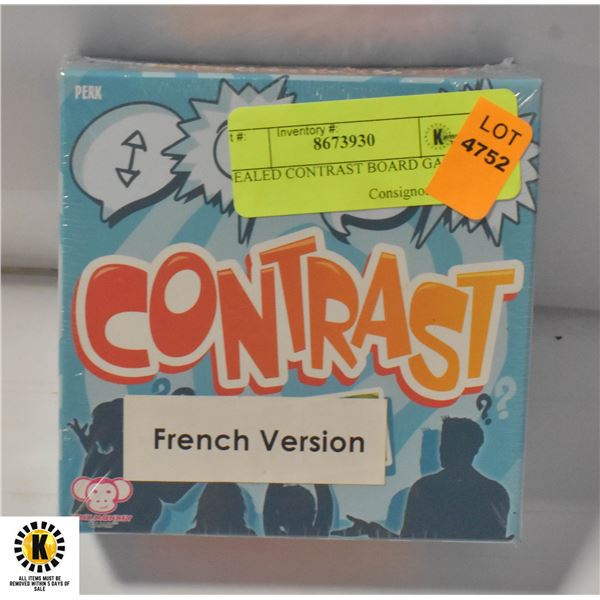 PERK
Inventory #:
8673930
LOT
4752
EALED CONTRAST BOARD GA
Consigno
CONTRAST
French Version
MONKEY
K
ALL ITEMS MUST BE
REMOVED WITHIN 5 DAYS OF
SALE